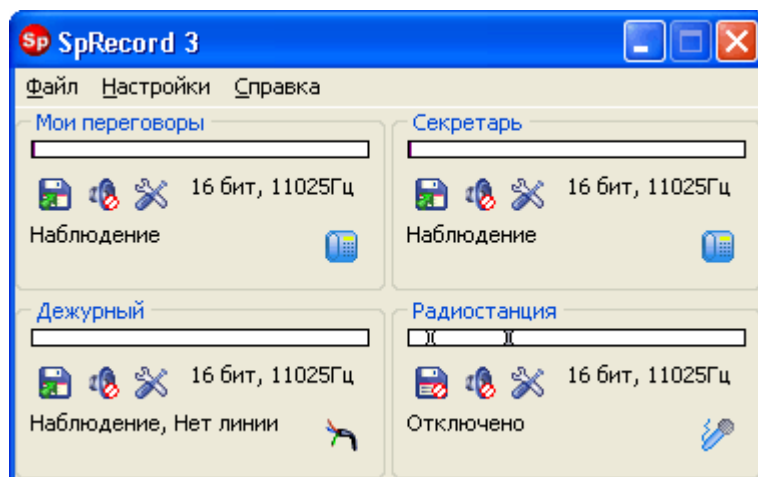 Sp SpRecord 3
Файл Настройки Справка
Мои переговоры
16 бит, 11025Гц
Наблюдение
Секретарь
16 бит, 11025Гц
Наблюдение
Дежурный
16 бит, 11025Гц
Наблюдение, Нет линии
Радиостанция
16 бит, 11025Гц
Отключено